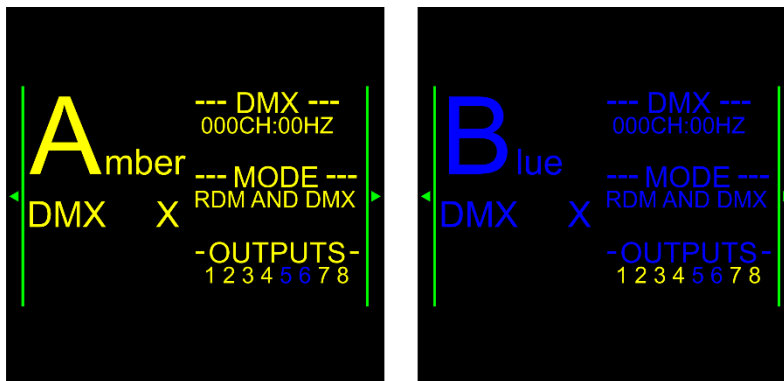 Amber
DMX X
--- DMX ---
000CH:00HZ
--- MODE ---
RDM AND DMX
-OUTPUTS-
1 2 3 4 5 6 7 8
Blue
DMX X
--- DMX ---
000CH:00HZ
--- MODE ---
RDM AND DMX
-OUTPUTS-
1 2 3 4 5 6 7 8